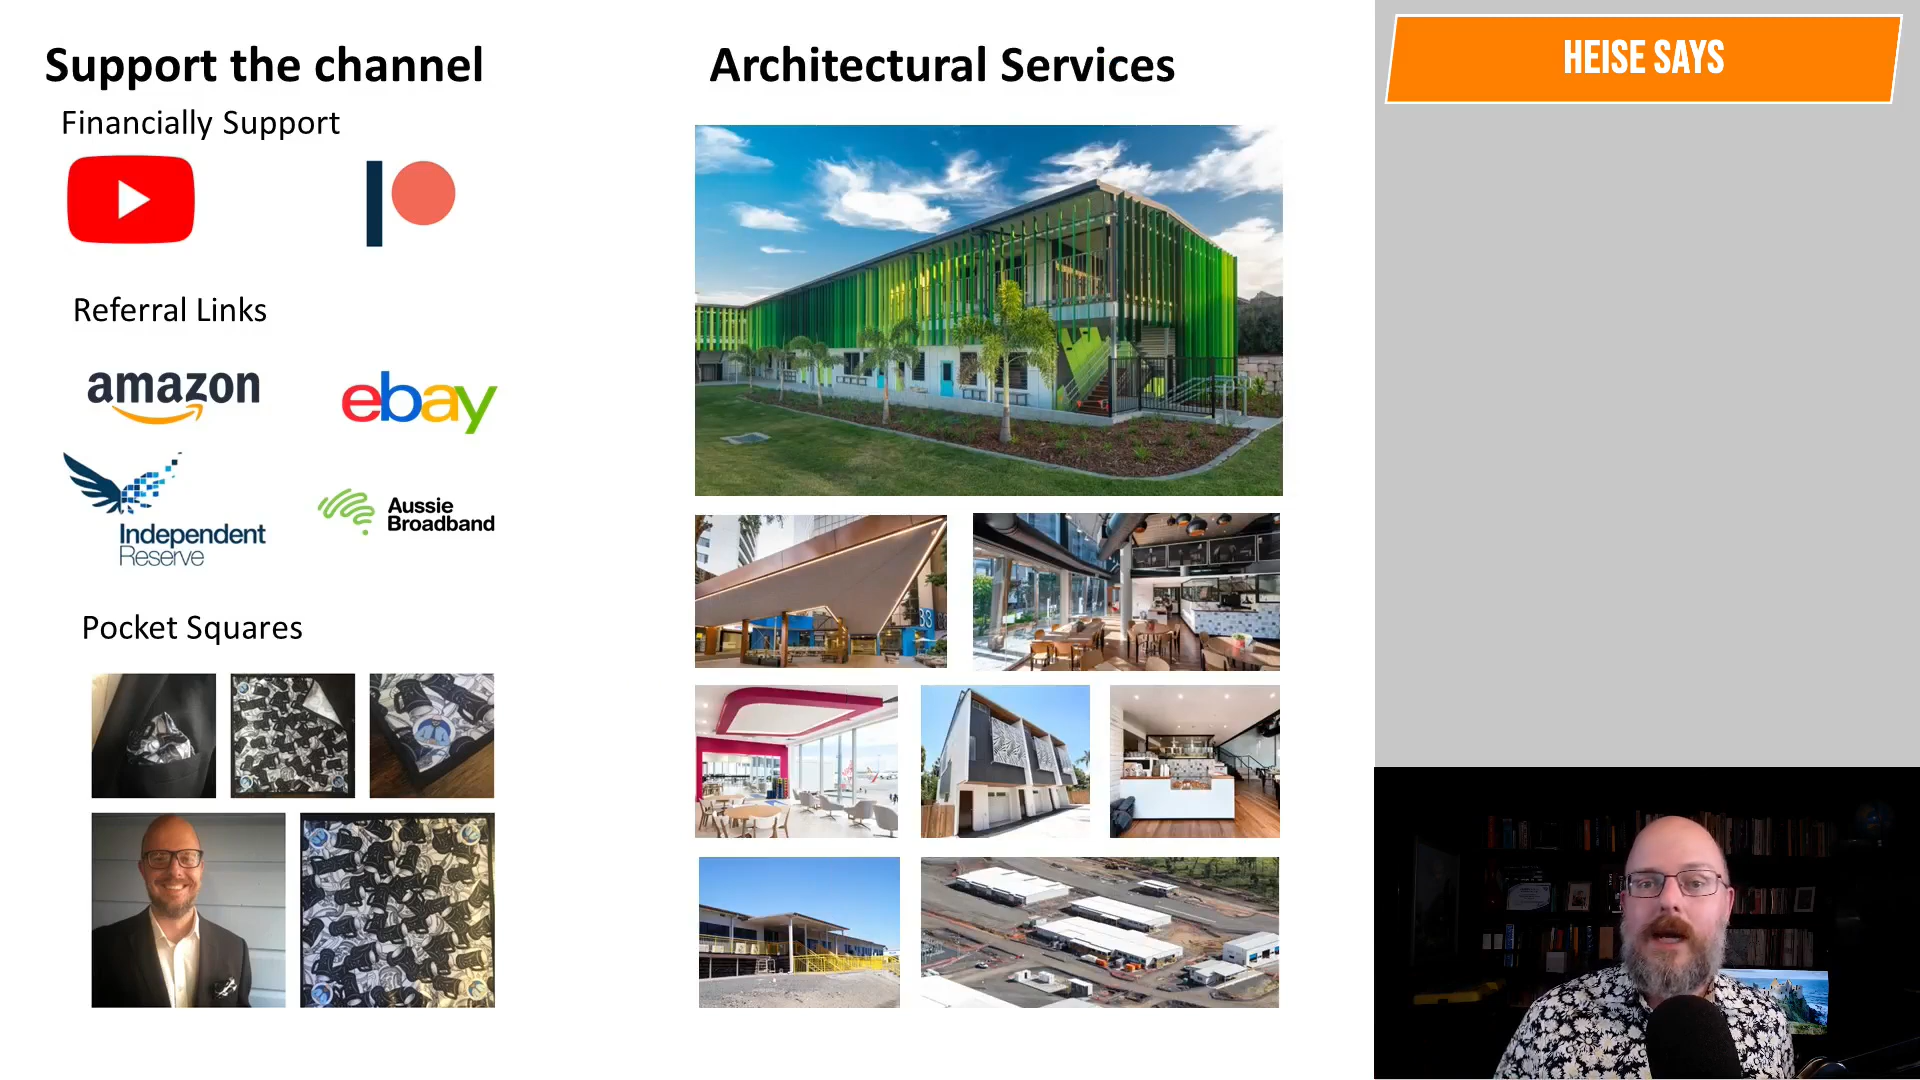 Support the channel
Financially Support
Referral Links
amazon
ebay
Independent
Reserve
Aussie
Broadband
Pocket Squares
Architectural Services
33
HEISE SAYS